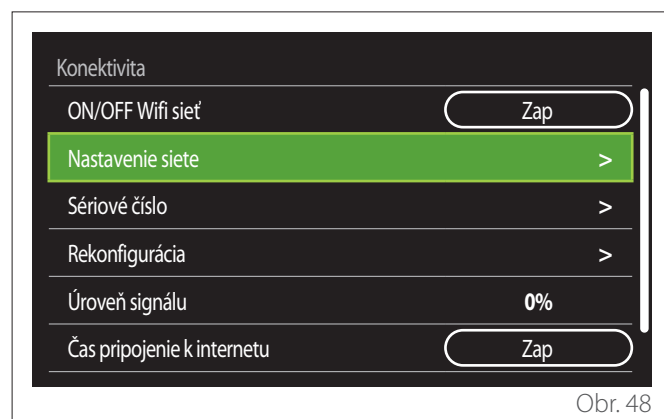 Konektivita
ON/OFF Wifi sieť Zap
Nastavenie siete >
Sériové číslo >
Rekonfigurácia >
Úroveň signálu 0%
Čas pripojenie k internetu Zap
Obr. 48